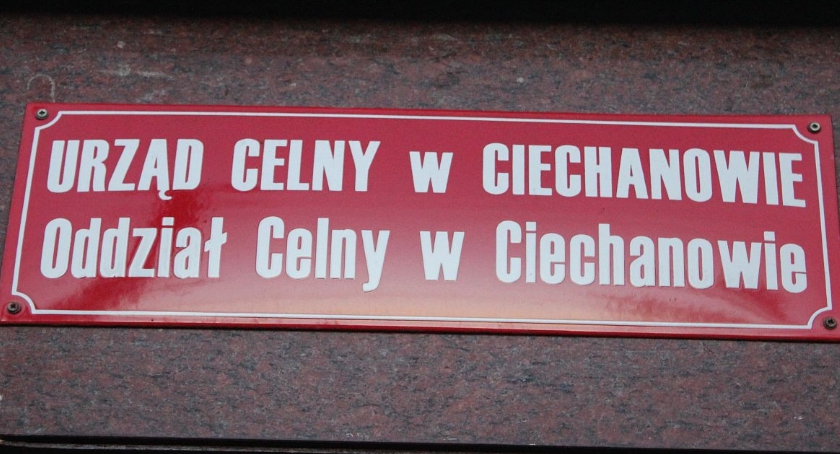 URZĄD CELNY w CIECHANOWIE
Oddział Celny w Ciechanowie